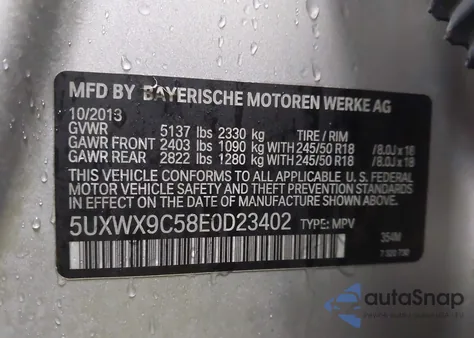 MFD BY BAYERISCHE MOTOREN WERKE AG
10/2013
GVWR 5137 lbs 2330 kg TIRE / RIM
GAWR FRONT 2403 lbs 1090 kg 245/50 R18 / 8.0J x 18
GAWR REAR 2822 lbs 1280 kg 245/50 R18 / 8.0J x 18
THIS VEHICLE CONFORMS TO ALL APPLICABLE U. S. FEDERAL
MOTOR VEHICLE SAFETY AND THEFT PREVENTION STANDARDS
IN EFFECT ON THE DATE OF MANUFACTURE SHOWN ABOVE.
5UXWX9C58E0D23402 TYPE: MPV
354M
autoSnap